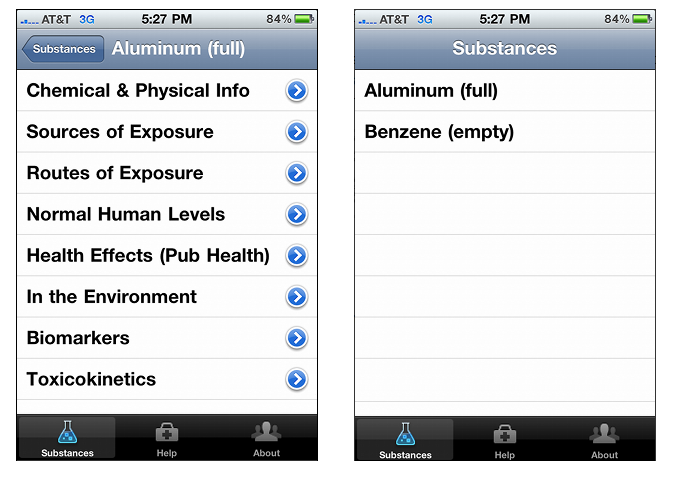 AT&T 3G 5:27 PM 84%
Substances Aluminum (full)
Chemical & Physical Info
Sources of Exposure
Routes of Exposure
Normal Human Levels
Health Effects (Pub Health)
In the Environment
Biomarkers
Toxicokinetics
Substances Help About
AT&T 3G 5:27 PM 84%
Substances
Aluminum (full)
Benzene (empty)
Substances Help About